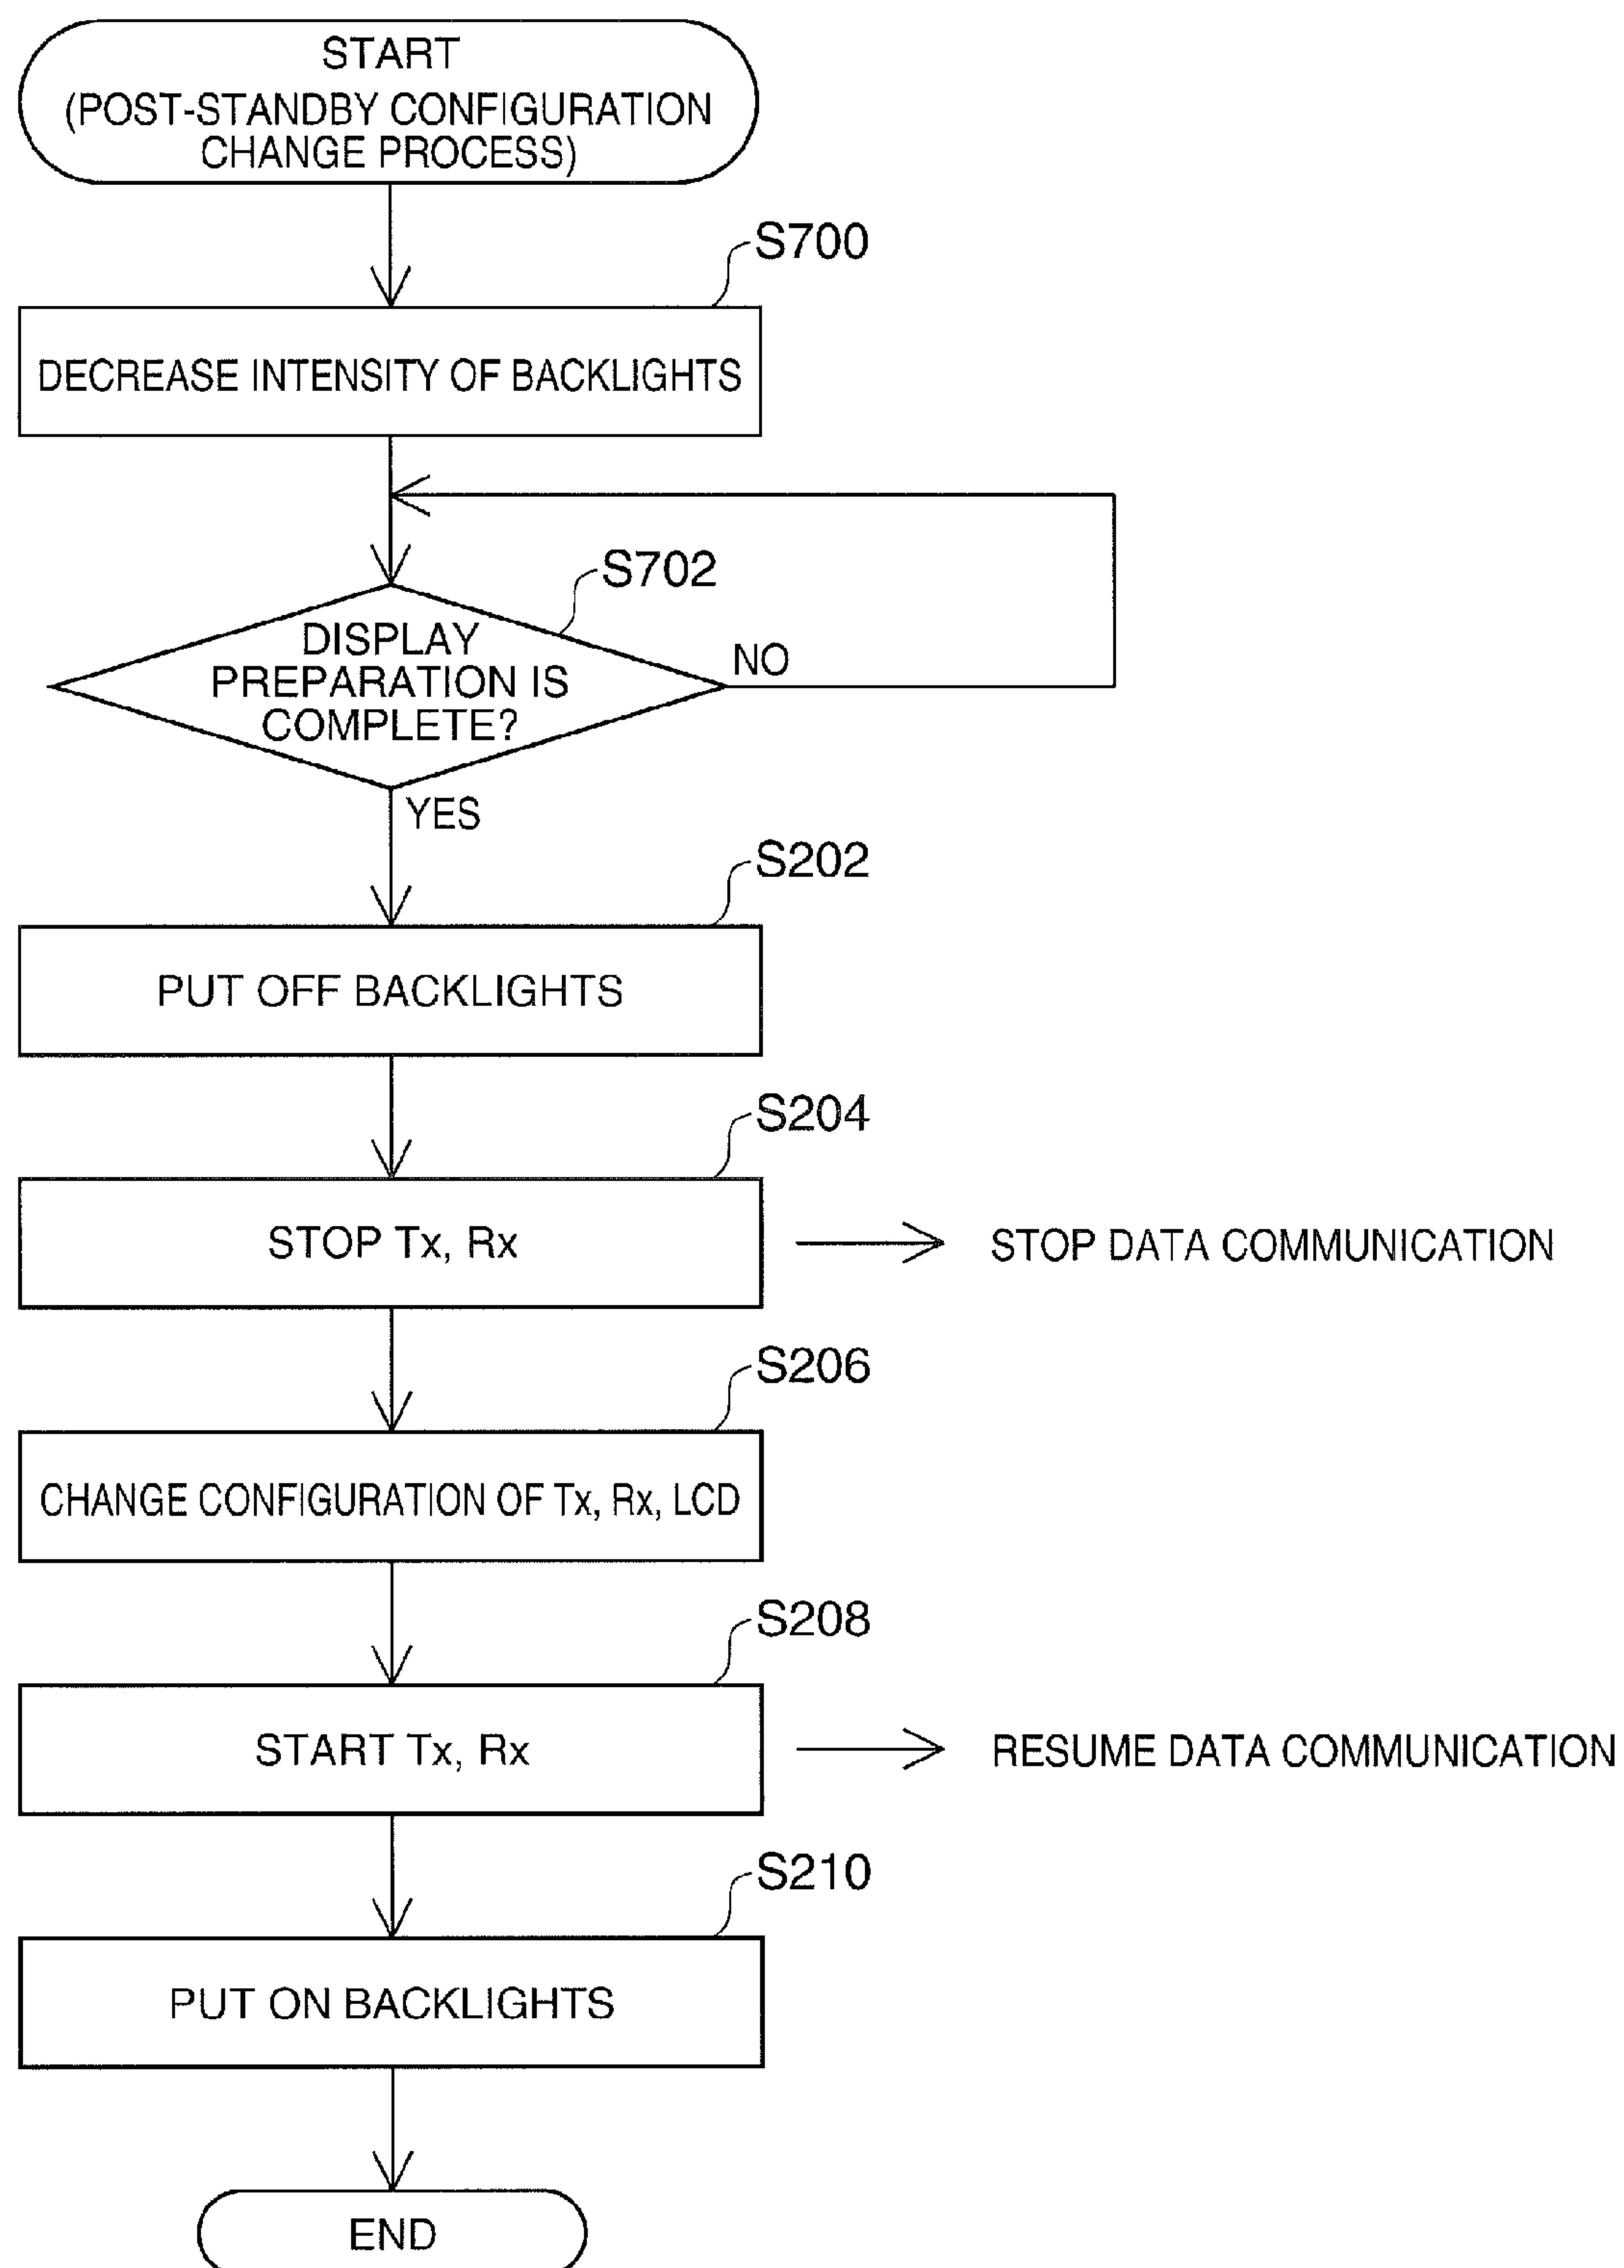 START
(POST-STANDBY CONFIGURATION
CHANGE PROCESS)
S700
DECREASE INTENSITY OF BACKLIGHTS
S702
DISPLAY
PREPARATION IS
COMPLETE?
NO
YES
S202
PUT OFF BACKLIGHTS
S204
STOP Tx, Rx
STOP DATA COMMUNICATION
S206
CHANGE CONFIGURATION OF Tx, Rx, LCD
S208
START Tx, Rx
RESUME DATA COMMUNICATION
S210
PUT ON BACKLIGHTS
END